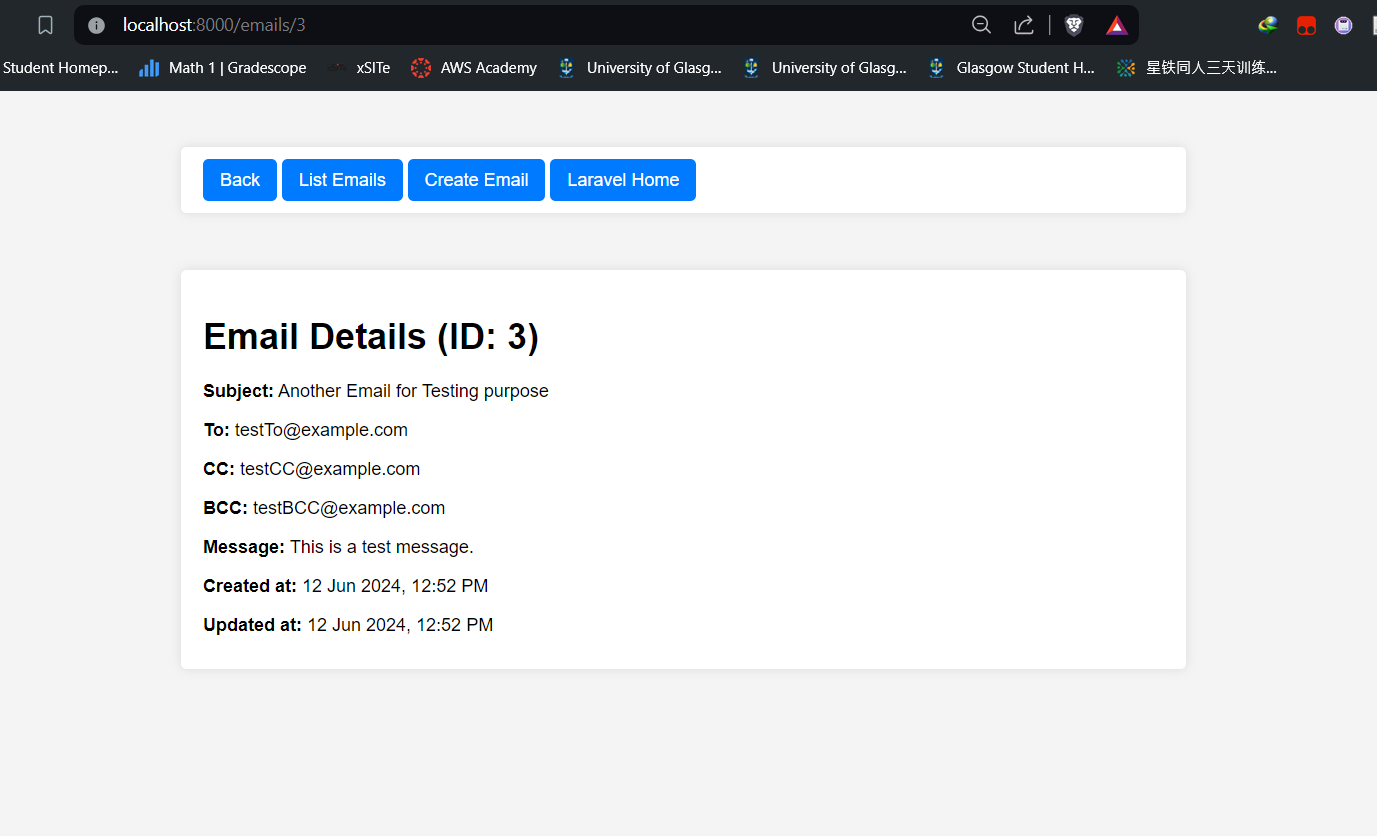 localhost:8000/emails/3
Student Homep... Math 1 | Gradescope xSITe AWS Academy University of Glasg... University of Glasg... Glasgow Student H... 星铁同人三天训练...
Back List Emails Create Email Laravel Home
Email Details (ID: 3)
Subject: Another Email for Testing purpose
To: testTo@example.com
CC: testCC@example.com
BCC: testBCC@example.com
Message: This is a test message.
Created at: 12 Jun 2024, 12:52 PM
Updated at: 12 Jun 2024, 12:52 PM